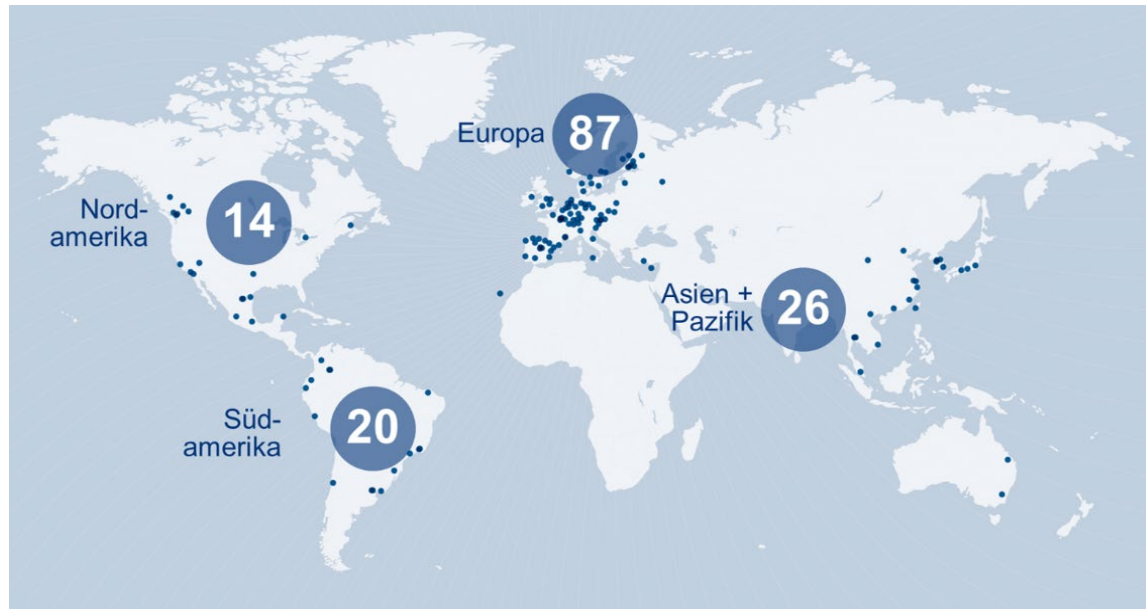 Europa
87
Nord-
amerika
14
Asien +
Pazifik
26
Süd-
amerika
20